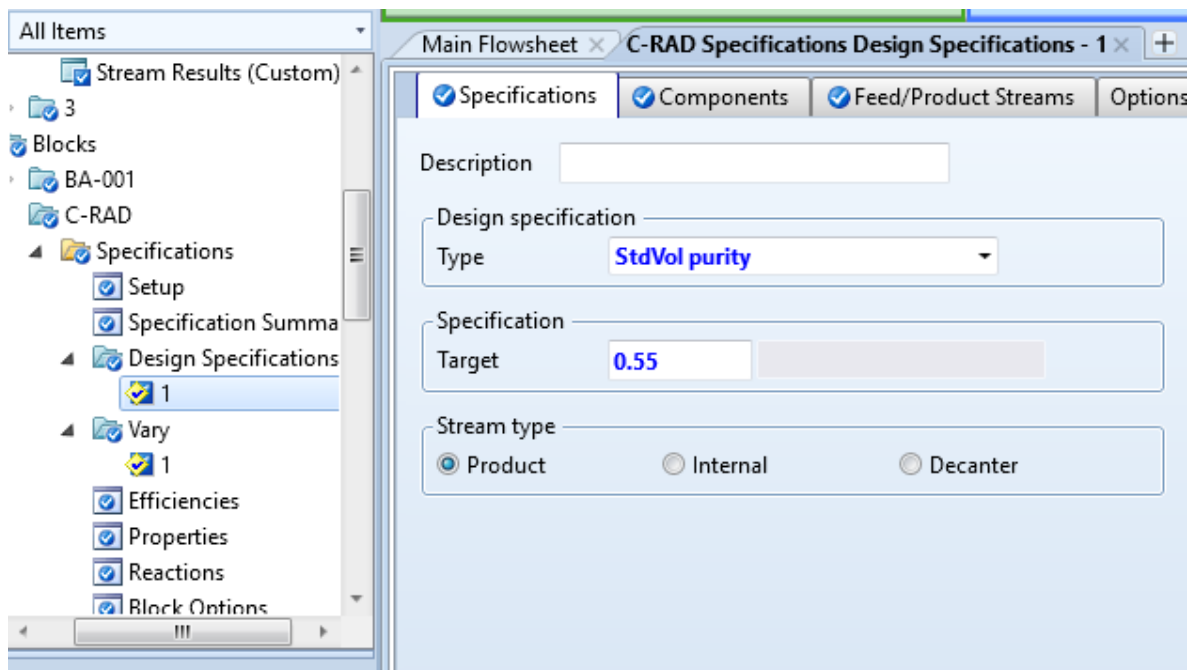 All Items
Stream Results (Custom)
3
Blocks
BA-001
C-RAD
Specifications
Setup
Specification Summa
Design Specifications
1
Vary
1
Efficiencies
Properties
Reactions
Block Options
Main Flowsheet
C-RAD Specifications Design Specifications - 1
Specifications
Components
Feed/Product Streams
Options
Description
Design specification
Type
StdVol purity
Specification
Target
0.55
Stream type
Product
Internal
Decanter